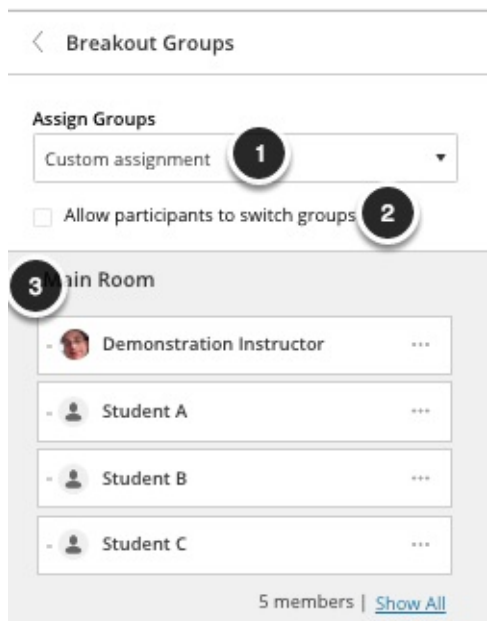 Breakout Groups
Assign Groups
Custom assignment 1
Allow participants to switch groups 2
3 ain Room
Demonstration Instructor
Student A
Student B
Student C
5 members | Show All